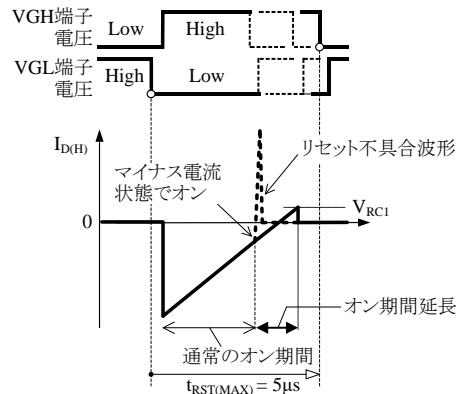 VGH端子
電圧
Low
High
VGL端子
電圧
High
Low
I_D(H)
リセット不具合波形
マイナス電流
状態でオン
V_RC1
0
オン期間延長
通常のオン期間
t_RST(MAX) = 5μs